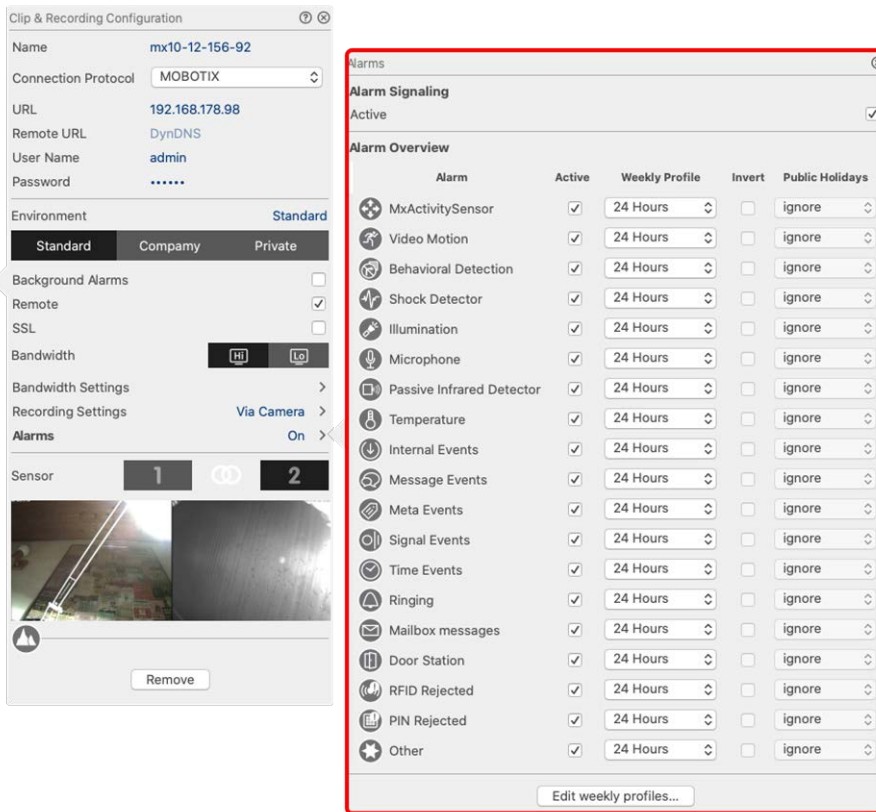 Clip & Recording Configuration
Name mx10-12-156-92
Connection Protocol MOBOTIX
URL 192.168.178.98
Remote URL DynDNS
User Name admin
Password ••••••
Environment Standard
Standard Compamy Private
Background Alarms
Remote
SSL
Bandwidth Hi Lo
Bandwidth Settings
Recording Settings Via Camera
Alarms On
Sensor 1 2
Remove
Alarms
Alarm Signaling
Active
Alarm Overview
Alarm Active Weekly Profile Invert Public Holidays
MxActivitySensor 24 Hours ignore
Video Motion 24 Hours ignore
Behavioral Detection 24 Hours ignore
Shock Detector 24 Hours ignore
Illumination 24 Hours ignore
Microphone 24 Hours ignore
Passive Infrared Detector 24 Hours ignore
Temperature 24 Hours ignore
Internal Events 24 Hours ignore
Message Events 24 Hours ignore
Meta Events 24 Hours ignore
Signal Events 24 Hours ignore
Time Events 24 Hours ignore
Ringing 24 Hours ignore
Mailbox messages 24 Hours ignore
Door Station 24 Hours ignore
RFID Rejected 24 Hours ignore
PIN Rejected 24 Hours ignore
Other 24 Hours ignore
Edit weekly profiles...